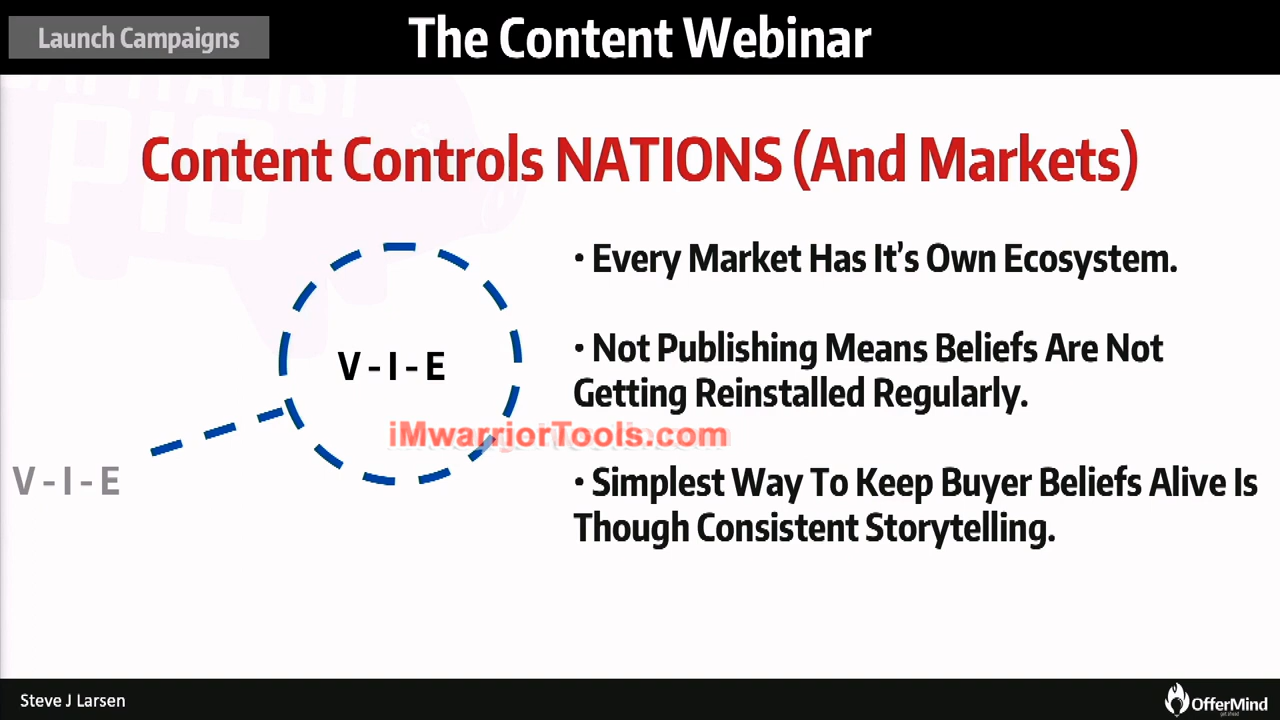 Launch Campaigns
The Content Webinar
Content Controls NATIONS (And Markets)
• Every Market Has It's Own Ecosystem.
V - I - E
• Not Publishing Means Beliefs Are Not
Getting Reinstalled Regularly.
iMwarriorTools.com
V - I - E
• Simplest Way To Keep Buyer Beliefs Alive Is
Though Consistent Storytelling.
Steve J Larsen
OfferMind
get ahead